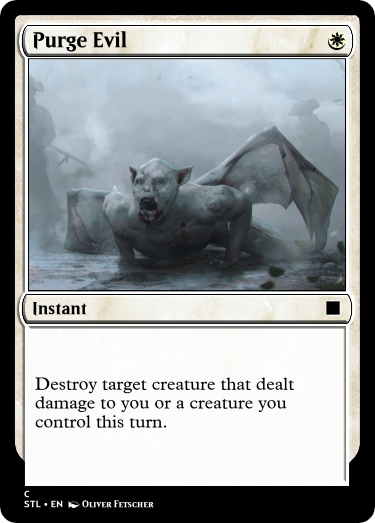 Purge Evil
Instant
Destroy target creature that dealt
damage to you or a creature you
control this turn.
C
STL • EN Oliver Fetscher